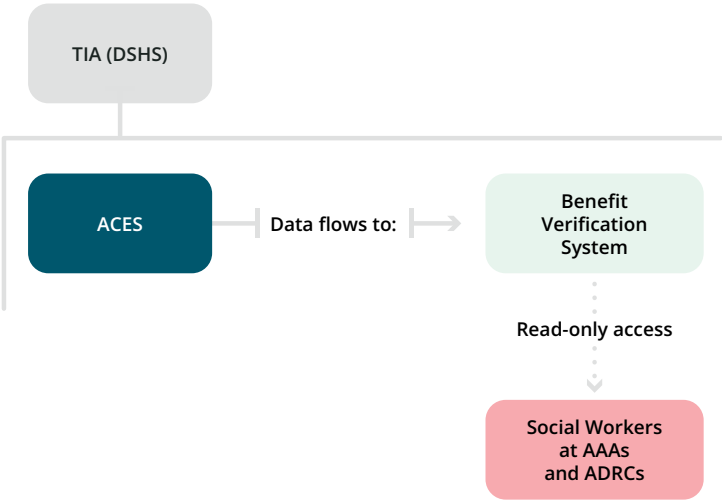 TIA (DSHS)
ACES
Data flows to:
Benefit
Verification
System
Read-only access
Social Workers
at AAAs
and ADRCs